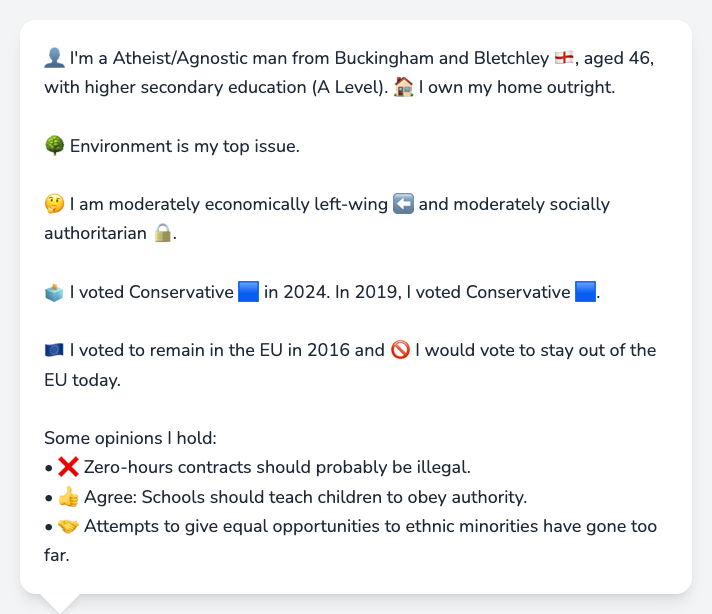 👤 I'm a Atheist/Agnostic man from Buckingham and Bletchley 🏴󠁧󠁢󠁥󠁮󠁧󠁿, aged 46,
with higher secondary education (A Level). 🏠 I own my home outright.
🌳 Environment is my top issue.
🤔 I am moderately economically left-wing ⬅️ and moderately socially
authoritarian 🔒.
🗳️ I voted Conservative 🟦 in 2024. In 2019, I voted Conservative 🟦.
🇪🇺 I voted to remain in the EU in 2016 and 🚫 I would vote to stay out of the
EU today.
Some opinions I hold:
• ❌ Zero-hours contracts should probably be illegal.
• 👍 Agree: Schools should teach children to obey authority.
• 🤝 Attempts to give equal opportunities to ethnic minorities have gone too
far.